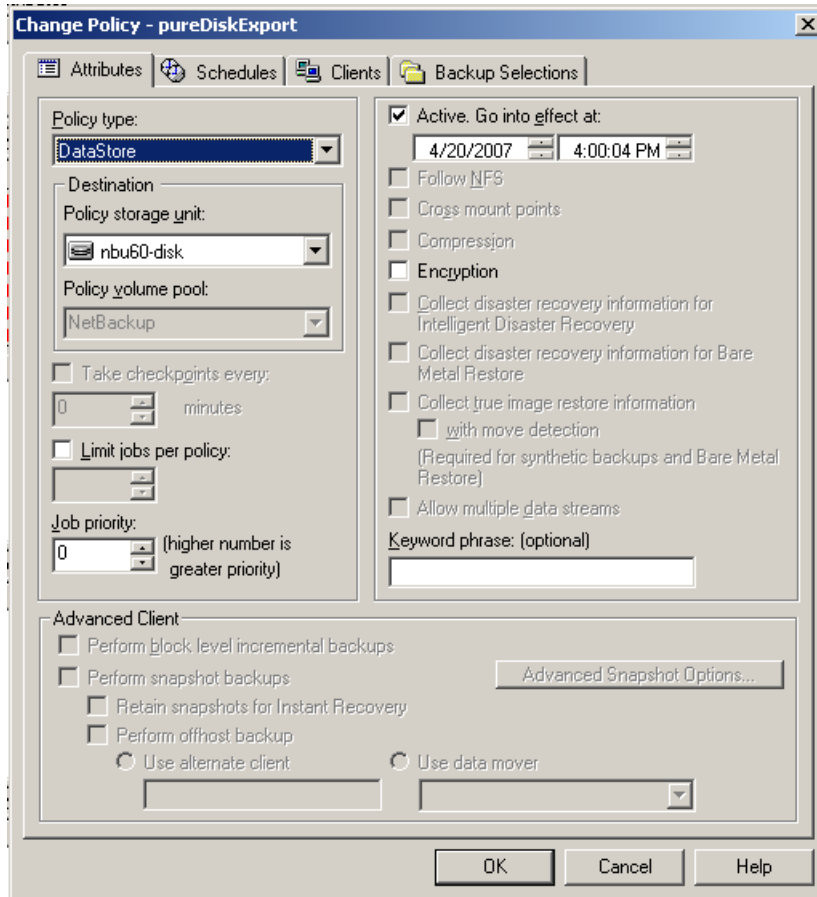 Change Policy - pureDiskExport
Attributes
Schedules
Clients
Backup Selections
Policy type:
DataStore
Destination
Policy storage unit:
nbu60-disk
Policy volume pool:
NetBackup
Take checkpoints every:
0
minutes
Limit jobs per policy:
Job priority:
0
(higher number is
greater priority)
Active. Go into effect at:
4/20/2007
4:00:04 PM
Follow NFS
Cross mount points
Compression
Encryption
Collect disaster recovery information for
Intelligent Disaster Recovery
Collect disaster recovery information for Bare
Metal Restore
Collect true image restore information
with move detection
(Required for synthetic backups and Bare Metal
Restore)
Allow multiple data streams
Keyword phrase: (optional)
Advanced Client
Perform block level incremental backups
Perform snapshot backups
Advanced Snapshot Options...
Retain snapshots for Instant Recovery
Perform offhost backup
Use alternate client
Use data mover
OK
Cancel
Help